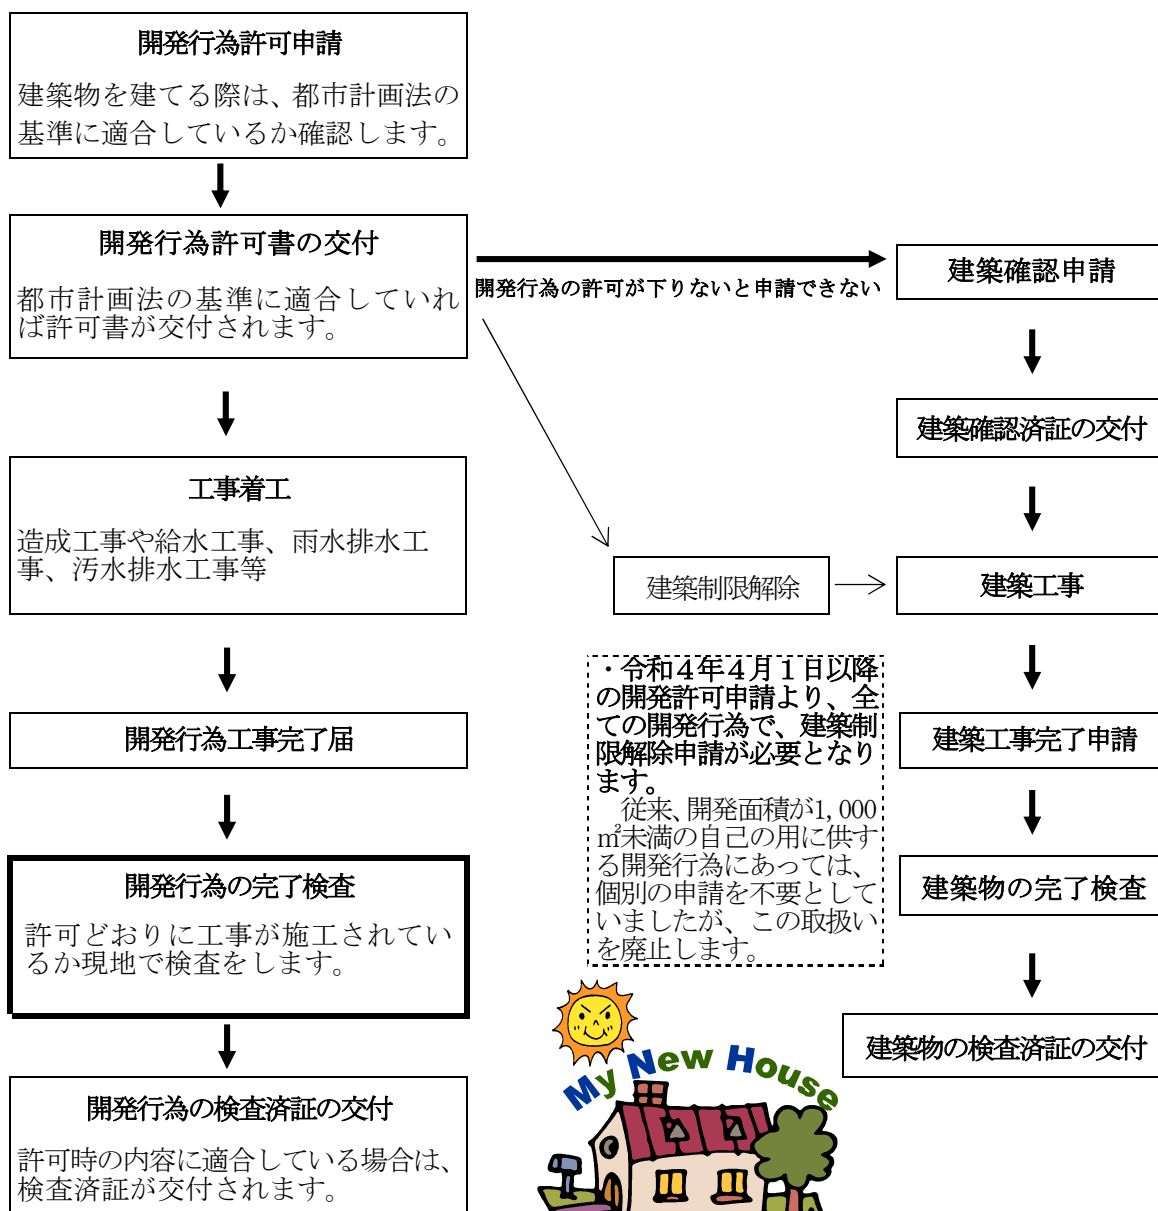 開発行為許可申請
建築物を建てる際は、都市計画法の
基準に適合しているか確認します。
開発行為許可書の交付
都市計画法の基準に適合していれ
ば許可書が交付されます。
開発行為の許可が下りないと申請できない
建築確認申請
建築確認済証の交付
工事着工
造成工事や給水工事、雨水排水工
事、汚水排水工事等
建築制限解除
建築工事
・令和４年４月１日以降
の開発許可申請より、全
ての開発行為で、建築制
限解除申請が必要となり
ます。
従来、開発面積が1,000
㎡未満の自己の用に供す
る開発行為にあっては、
個別の申請を不要として
いましたが、この取扱い
を廃止します。
開発行為工事完了届
建築工事完了申請
開発行為の完了検査
許可どおりに工事が施工されてい
るか現地で検査をします。
建築物の完了検査
建築物の検査済証の交付
My New House
開発行為の検査済証の交付
許可時の内容に適合している場合は、
検査済証が交付されます。